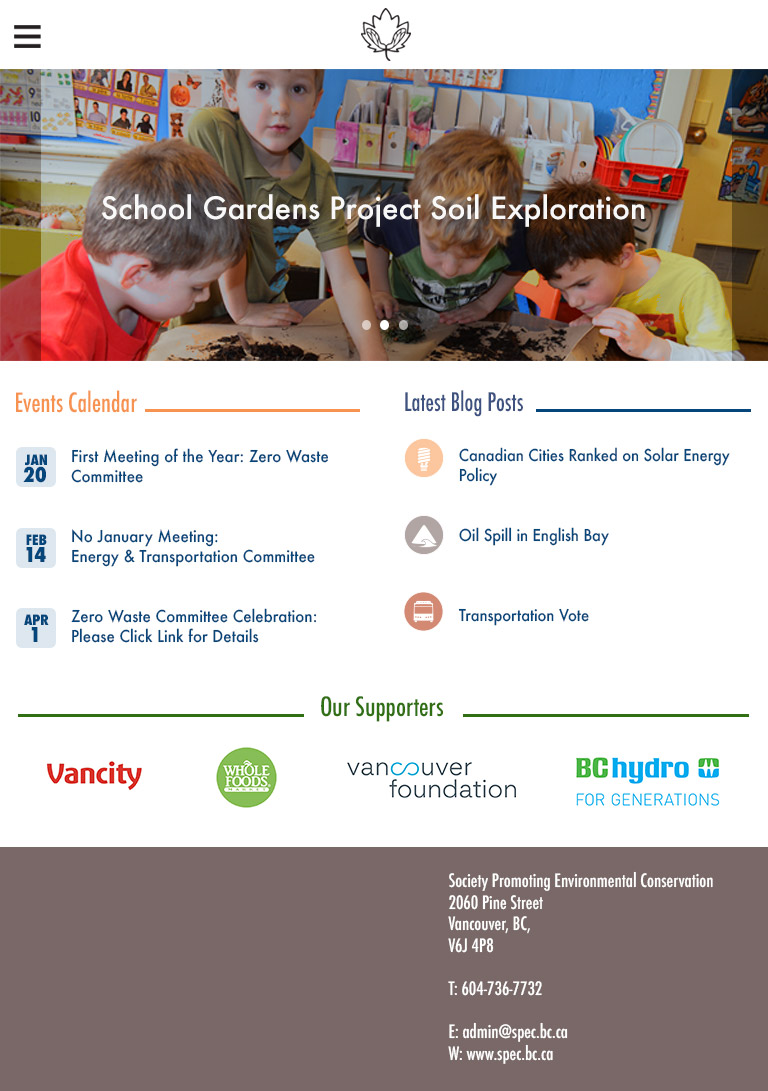 School Gardens Project Soil Exploration
Events Calendar
JAN
20
First Meeting of the Year: Zero Waste
Committee
FEB
14
No January Meeting:
Energy & Transportation Committee
APR
1
Zero Waste Committee Celebration:
Please Click Link for Details
Latest Blog Posts
Canadian Cities Ranked on Solar Energy
Policy
Oil Spill in English Bay
Transportation Vote
Our Supporters
Vancity
WHOLE
FOODS
MARKET
vancouver
foundation
BC hydro
FOR GENERATIONS
Society Promoting Environmental Conservation
2060 Pine Street
Vancouver, BC,
V6J 4P8
T: 604-736-7732
E: admin@spec.bc.ca
W: www.spec.bc.ca